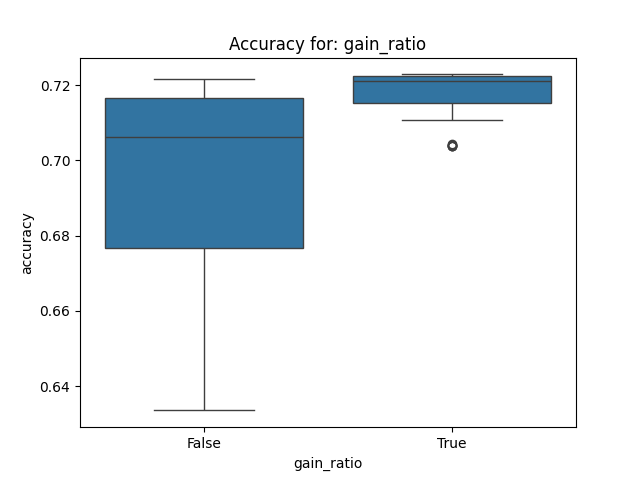 Accuracy for: gain_ratio
0.72
0.70
0.68
0.66
0.64
accuracy
False
True
gain_ratio